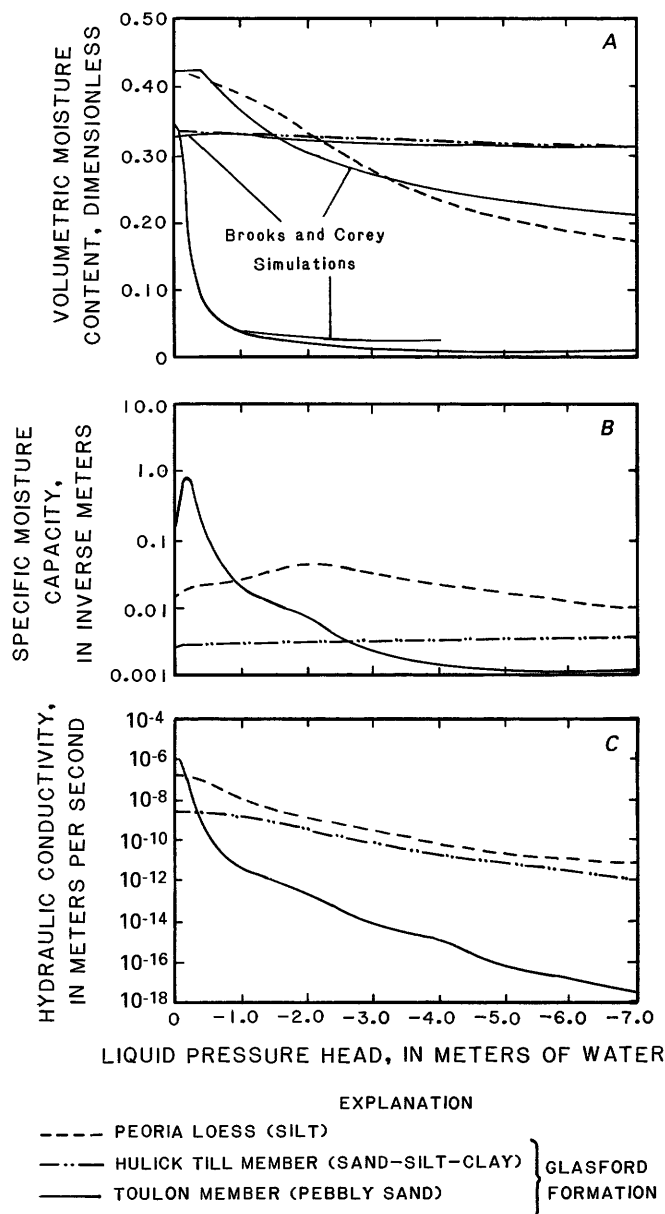 VOLUMETRIC MOISTURE
CONTENT, DIMENSIONLESS
0.50
0.40
0.30
0.20
0.10
0
A
Brooks and Corey
Simulations
SPECIFIC MOISTURE
CAPACITY,
IN INVERSE METERS
10.0
1.0
0.1
0.01
0.001
B
HYDRAULIC CONDUCTIVITY,
IN METERS PER SECOND
10-4
10-6
10-8
10-10
10-12
10-14
10-16
10-18
C
0 -1.0 -2.0 -3.0 -4.0 -5.0 -6.0 -7.0
LIQUID PRESSURE HEAD, IN METERS OF WATER
EXPLANATION
PEORIA LOESS (SILT)
HULICK TILL MEMBER (SAND-SILT-CLAY)
TOULON MEMBER (PEBBLY SAND)
GLASFORD
FORMATION